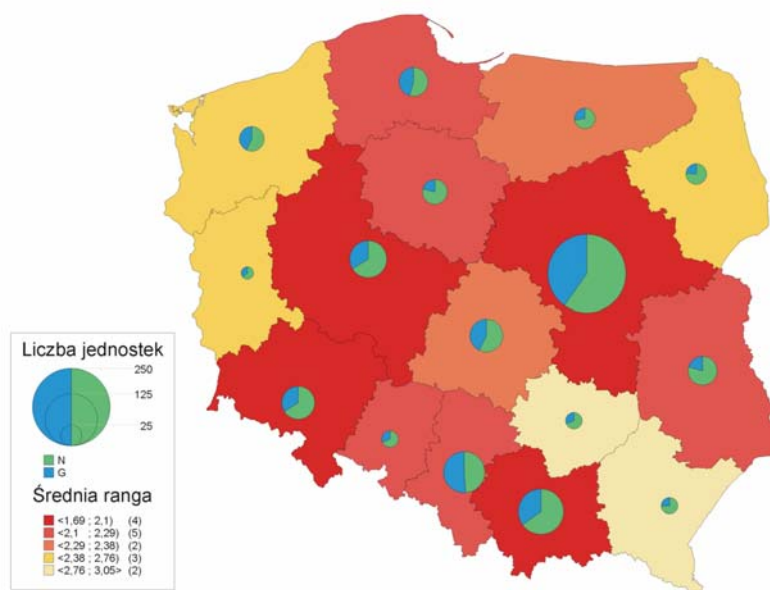 Liczba jednostek
250
125
25
N
G
Średnia ranga
<1,69 ; 2,1) (4)
<2,1 ; 2,29) (5)
<2,29 ; 2,38) (2)
<2,38 ; 2,76) (3)
<2,76 ; 3,05> (2)